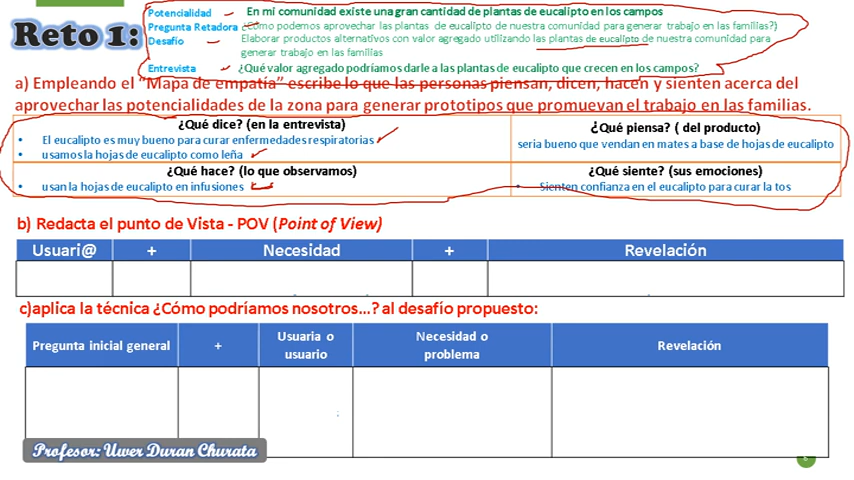 Reto 1:
Potencialidad En mi comunidad existe una gran cantidad de plantas de eucalipto en los campos
Pregunta Retadora (¿Cómo podemos aprovechar las plantas de eucalipto de nuestra comunidad para generar trabajo en las familias?)
Desafío Elaborar productos alternativos con valor agregado utilizando las plantas de eucalipto de nuestra comunidad para
generar trabajo en las familias
Entrevista ¿Qué valor agregado podríamos darle a las plantas de eucalipto que crecen en los campos?
a) Empleando el "Mapa de empatía" escribe lo que las personas piensan, dicen, hacen y sienten acerca del
aprovechar las potencialidades de la zona para generar prototipos que promuevan el trabajo en las familias.
¿Qué dice? (en la entrevista)
• El eucalipto es muy bueno para curar enfermedades respiratorias
• usamos la hojas de eucalipto como leña
¿Qué piensa? ( del producto)
seria bueno que vendan en mates a base de hojas de eucalipto
¿Qué hace? (lo que observamos)
• usan la hojas de eucalipto en infusiones
¿Qué siente? (sus emociones)
• Sienten confianza en el eucalipto para curar la tos
b) Redacta el punto de Vista - POV (Point of View)
Usuari@ + Necesidad + Revelación
c)aplica la técnica ¿Cómo podríamos nosotros...? al desafío propuesto:
Pregunta inicial general + Usuaria o usuario Necesidad o problema Revelación
Profesor: Uwer Duran Churata